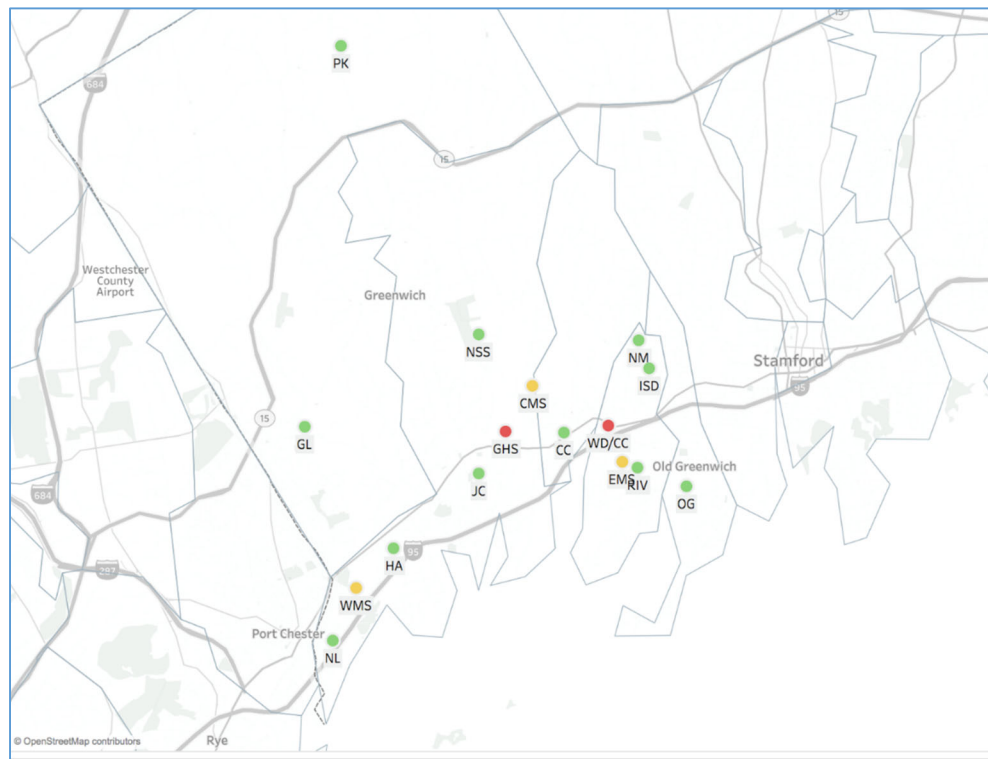 15
PK
684
15
Westchester
County
Airport
Greenwich
NSS
NM
Stamford
ISD
CMS
95
15
GL
GHS
CC
WD/CC
Old Greenwich
EMS
RIV
JC
OG
684
95
HA
287
WMS
Port Chester
NL
© OpenStreetMap contributors
Rye